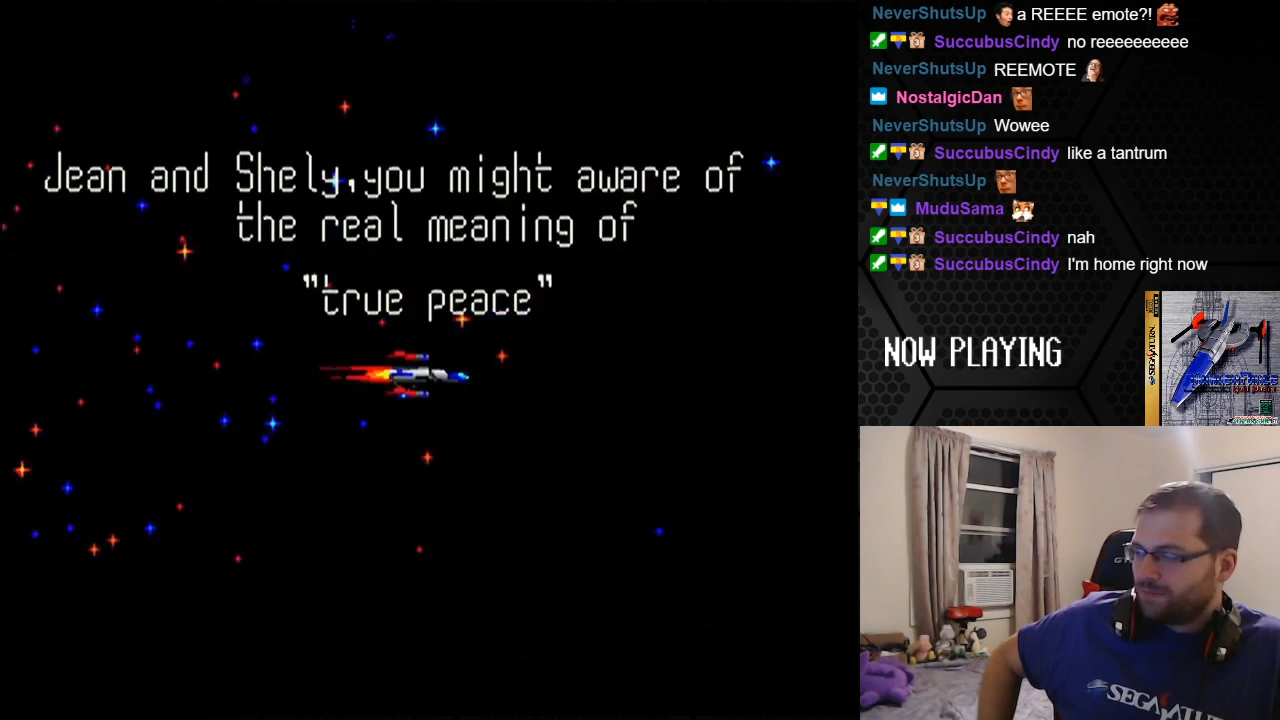 Jean and Shely,you might aware of
the real meaning of
"true peace"
NeverShutsUp a REEEE emote?!
SuccubusCindy no reeeeeeeeee
NeverShutsUp REEMOTE
NostalgicDan
NeverShutsUp Wowee
SuccubusCindy like a tantrum
NeverShutsUp
MuduSama
SuccubusCindy nah
SuccubusCindy I'm home right now
NOW PLAYING
SEGA SATURN
SEGA SATU